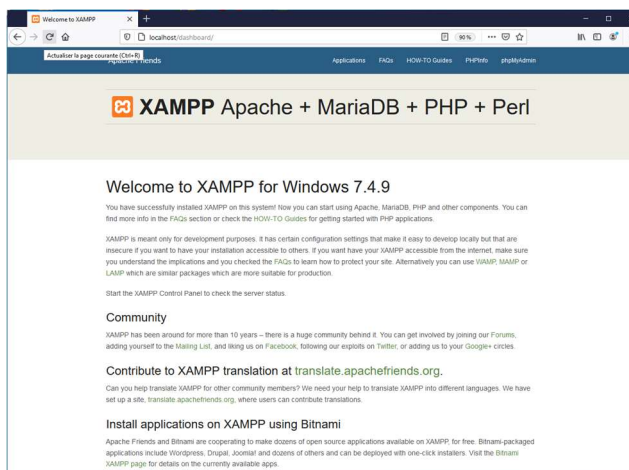 Welcome to XAMPP
localhost/dashboard/
90%
Actualiser la page courante (Ctrl+R)
Apache Friends
Applications FAQs HOW-TO Guides PHPInfo phpMyAdmin
XAMPP Apache + MariaDB + PHP + Perl
Welcome to XAMPP for Windows 7.4.9
You have successfully installed XAMPP on this system! Now you can start using Apache, MariaDB, PHP and other components. You can
find more info in the FAQs section or check the HOW-TO Guides for getting started with PHP applications.
XAMPP is meant only for development purposes. It has certain configuration settings that make it easy to develop locally but that are
insecure if you want to have your installation accessible to others. If you want have your XAMPP accessible from the internet, make sure
you understand the implications and you checked the FAQs to learn how to protect your site. Alternatively you can use WAMP, MAMP or
LAMP which are similar packages which are more suitable for production.
Start the XAMPP Control Panel to check the server status.
Community
XAMPP has been around for more than 10 years – there is a huge community behind it. You can get involved by joining our Forums,
adding yourself to the Mailing List, and liking us on Facebook, following our exploits on Twitter, or adding us to your Google+ circles.
Contribute to XAMPP translation at translate.apachefriends.org.
Can you help translate XAMPP for other community members? We need your help to translate XAMPP into different languages. We have
set up a site, translate.apachefriends.org, where users can contribute translations.
Install applications on XAMPP using Bitnami
Apache Friends and Bitnami are cooperating to make dozens of open source applications available on XAMPP, for free. Bitnami-packaged
applications include Wordpress, Drupal, Joomla! and dozens of others and can be deployed with one-click installers. Visit the Bitnami
XAMPP page for details on the currently available apps.